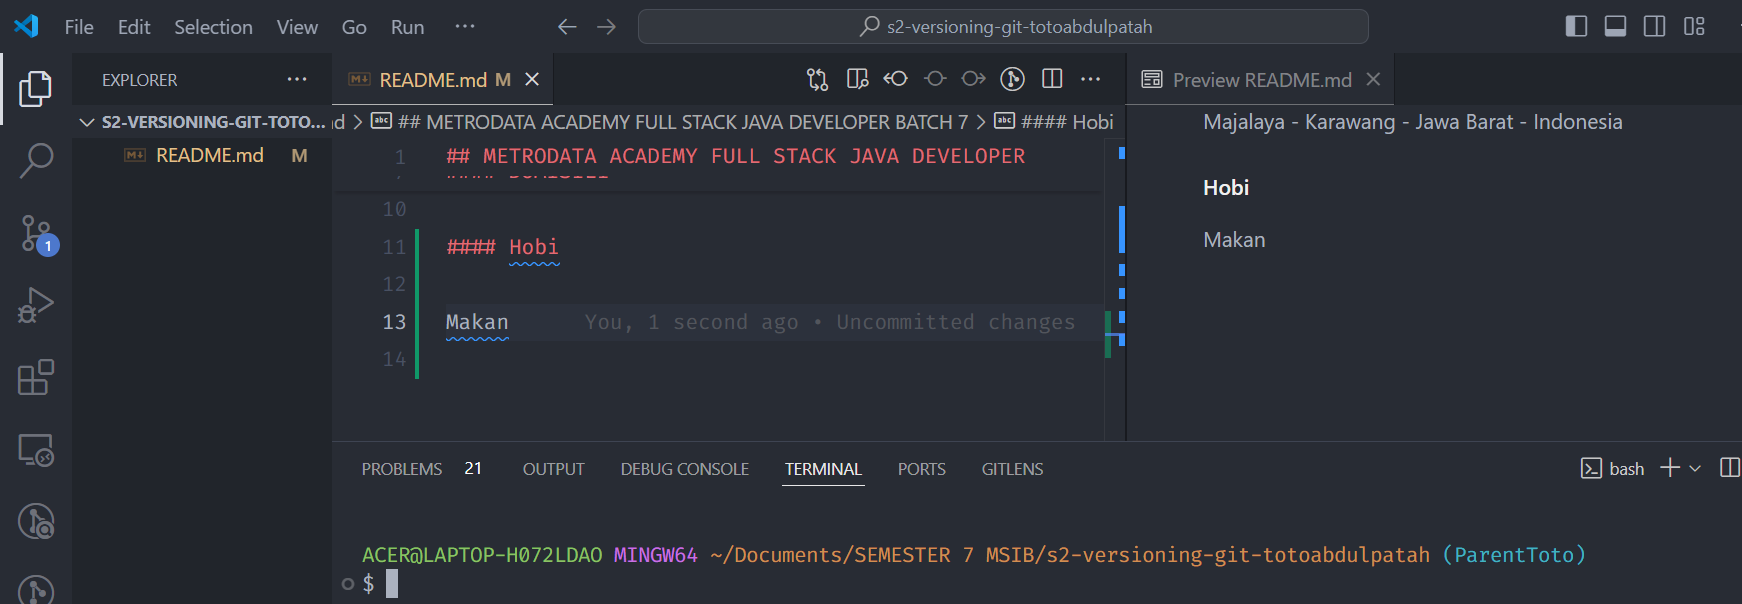 File Edit Selection View Go Run ··· s2-versioning-git-totoabdulpatah
EXPLORER ···
S2-VERSIONING-GIT-TOTO...
README.md M
README.md M
d > ## METRODATA ACADEMY FULL STACK JAVA DEVELOPER BATCH 7 > #### Hobi
1 ## METRODATA ACADEMY FULL STACK JAVA DEVELOPER
10
11 #### Hobi
12
13 Makan You, 1 second ago • Uncommitted changes
14
Preview README.md
Majalaya - Karawang - Jawa Barat - Indonesia
Hobi
Makan
1
PROBLEMS 21 OUTPUT DEBUG CONSOLE TERMINAL PORTS GITLENS bash
ACER@LAPTOP-H072LDAO MINGW64 ~/Documents/SEMESTER 7 MSIB/s2-versioning-git-totoabdulpatah (ParentToto)
$